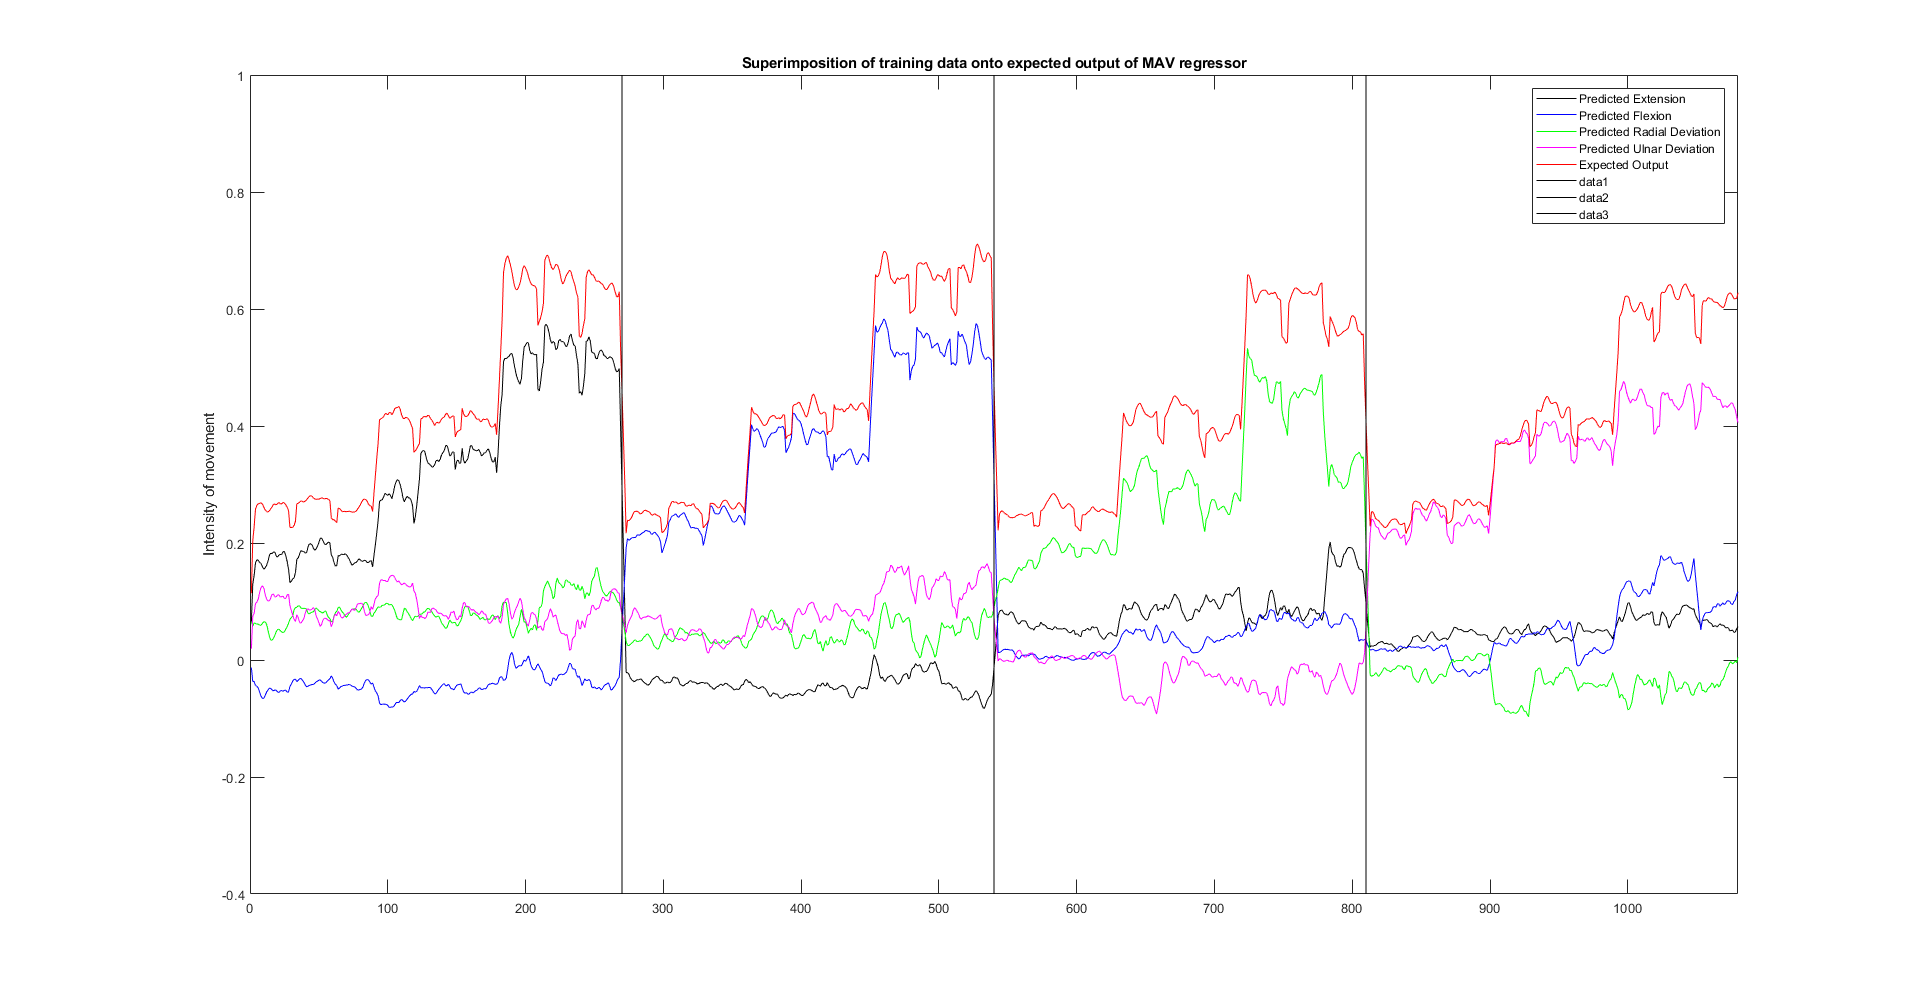 Superimposition of training data onto expected output of MAV regressor
Predicted Extension
Predicted Flexion
Predicted Radial Deviation
Predicted Ulnar Deviation
Expected Output
data1
data2
data3
Intensity of movement
1
0.8
0.6
0.4
0.2
0
-0.2
-0.4
0 100 200 300 400 500 600 700 800 900 1000